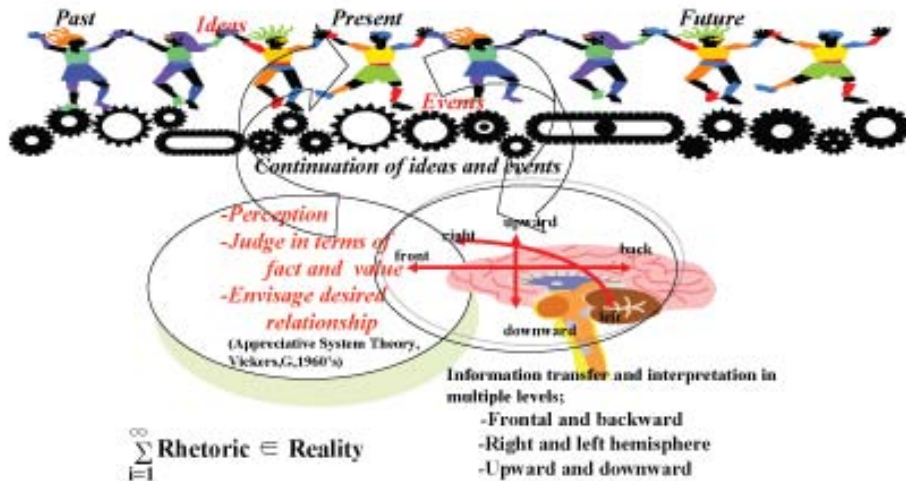 Past
Ideas
Present
Future
Events
Continuation of ideas and events
-Perception
-Judge in terms of
fact and value
-Envisage desired
relationship
(Appreciative System Theory,
Vickers,G,1960's)
upward
right
front
back
left
downward
Information transfer and interpretation in
multiple levels;
-Frontal and backward
-Right and left hemisphere
-Upward and downward
∞
∑ Rhetoric ∈ Reality
i=1